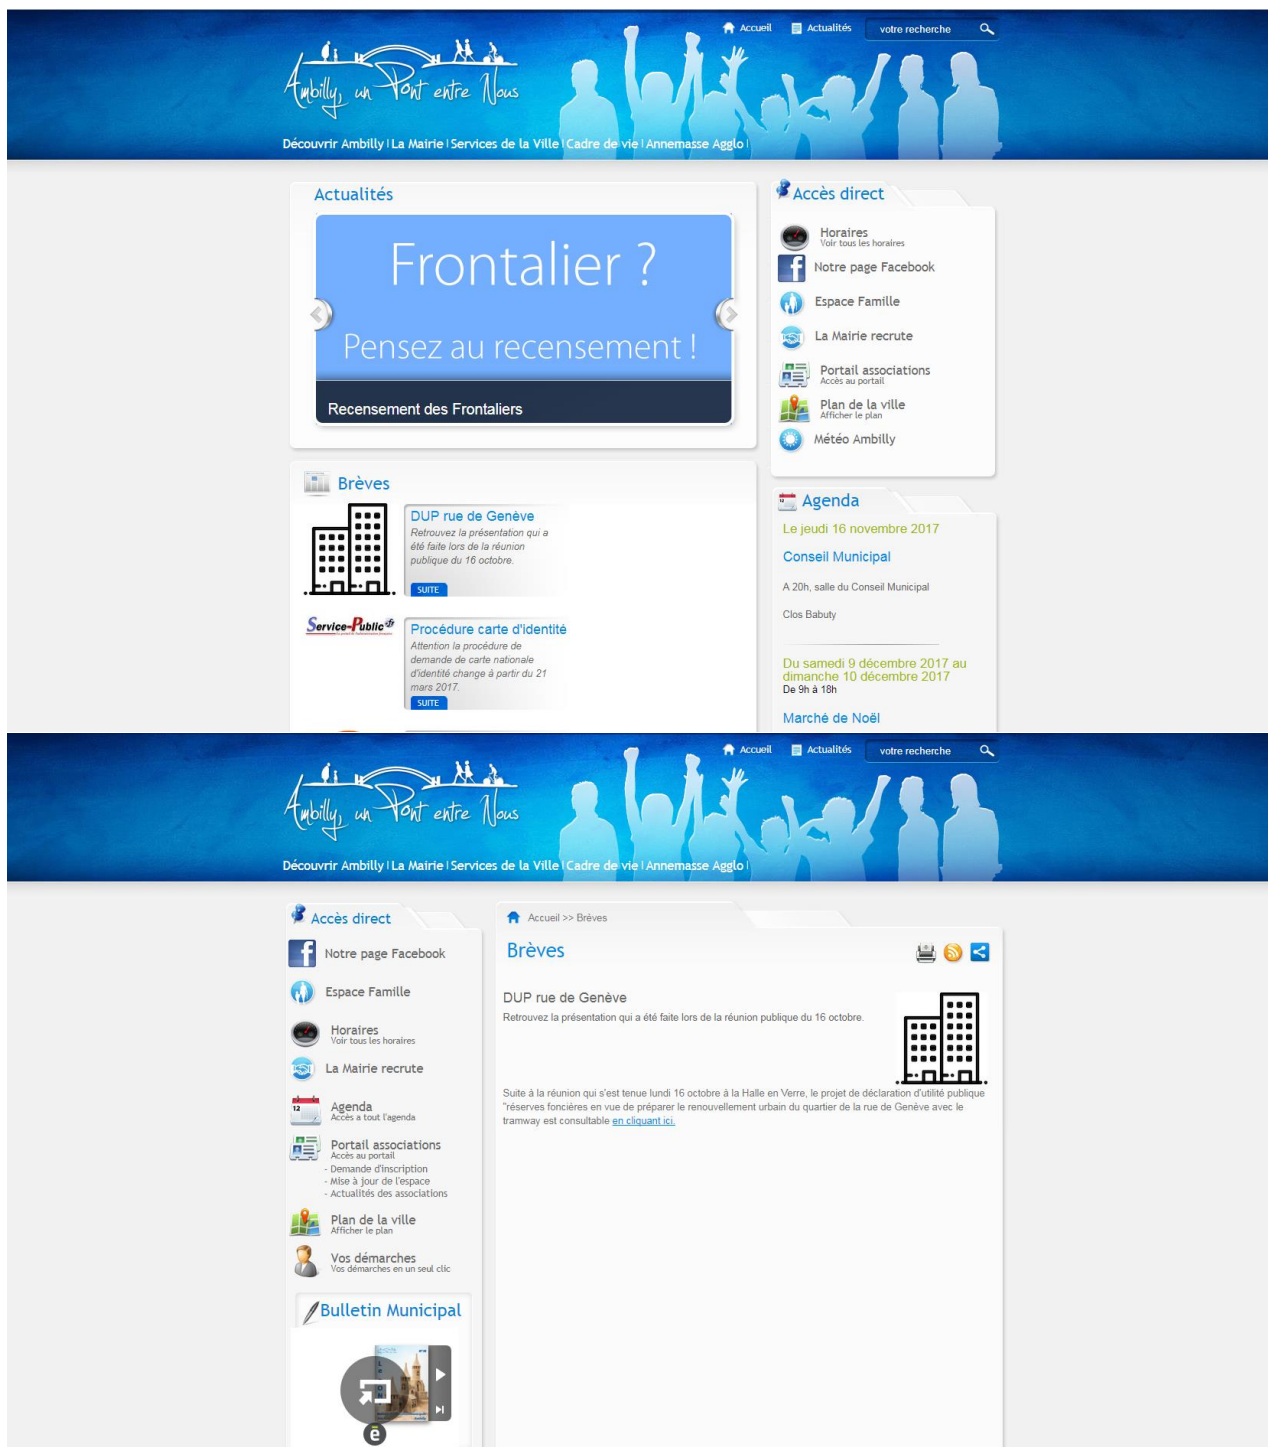 Accueil
Actualités
votre recherche
Ambilly, un Pont entre Nous
Découvrir Ambilly | La Mairie | Services de la Ville | Cadre de vie | Annemasse Agglo |
Actualités
Frontalier ?
Pensez au recensement !
Recensement des Frontaliers
Brèves
DUP rue de Genève
Retrouvez la présentation qui a
été faite lors de la réunion
publique du 16 octobre.
SUITE
Service-Public.fr
Procédure carte d'identité
Attention la procédure de
demande de carte nationale
d'identité change à partir du 21
mars 2017.
SUITE
Accès direct
Horaires
Voir tous les horaires
Notre page Facebook
Espace Famille
La Mairie recrute
Portail associations
Accès au portail
Plan de la ville
Afficher le plan
Météo Ambilly
12
Agenda
Le jeudi 16 novembre 2017
Conseil Municipal
A 20h, salle du Conseil Municipal
Clos Babuty
Du samedi 9 décembre 2017 au
dimanche 10 décembre 2017
De 9h à 18h
Marché de Noël
Accueil
Actualités
votre recherche
Ambilly, un Pont entre Nous
Découvrir Ambilly | La Mairie | Services de la Ville | Cadre de vie | Annemasse Agglo |
Accès direct
Notre page Facebook
Espace Famille
Horaires
Voir tous les horaires
La Mairie recrute
12
Agenda
Accès a tout l'agenda
Portail associations
Accès au portail
- Demande d'inscription
- Mise à jour de l'espace
- Actualités des associations
Plan de la ville
Afficher le plan
Vos démarches
Vos démarches en un seul clic
Bulletin Municipal
Accueil >> Brèves
Brèves
DUP rue de Genève
Retrouvez la présentation qui a été faite lors de la réunion publique du 16 octobre.
Suite à la réunion qui s'est tenue lundi 16 octobre à la Halle en Verre, le projet de déclaration d'utilité publique
"réserves foncières en vue de préparer le renouvellement urbain du quartier de la rue de Genève avec le
tramway est consultable en cliquant ici.